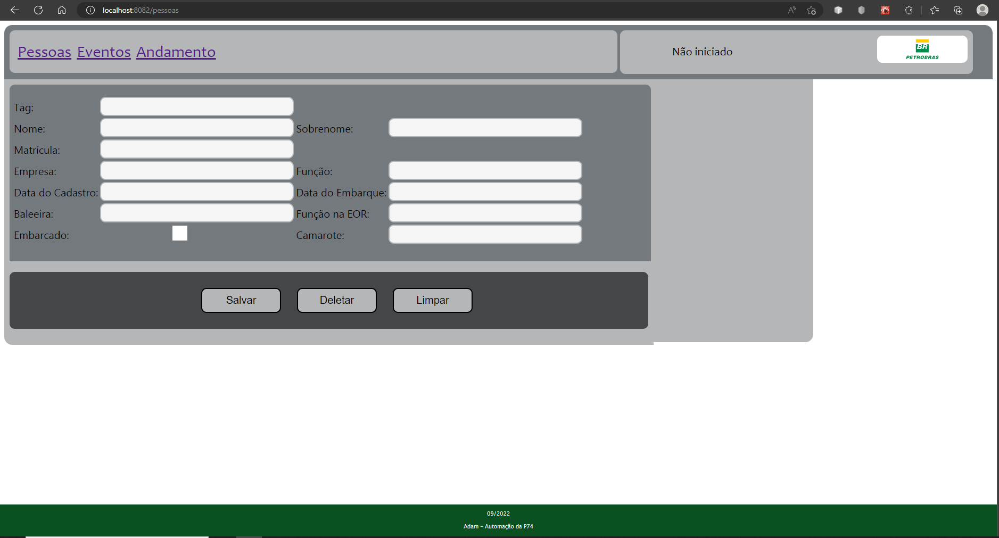 localhost:8082/pessoas
Pessoas Eventos Andamento
Não iniciado
BR
PETROBRAS
Tag:
Nome: Sobrenome:
Matrícula:
Empresa: Função:
Data do Cadastro: Data do Embarque:
Baleeira: Função na EOR:
Embarcado: Camarote:
Salvar Deletar Limpar
09/2022
Adam - Automação da P74